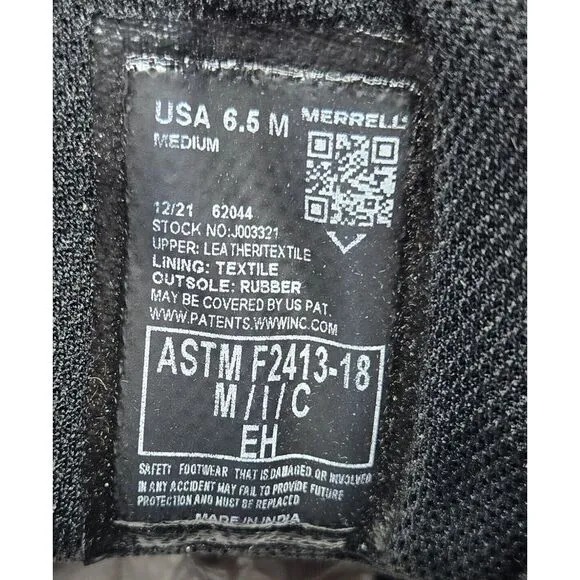 USA 6.5 M
MERRELL
MEDIUM
12/21 62044
STOCK NO:J003321
UPPER: LEATHER/TEXTILE
LINING: TEXTILE
OUTSOLE: RUBBER
MAY BE COVERED BY US PAT.
WWW.PATENTS.WWWINC.COM
ASTM F2413-18
M/I/C
EH
SAFETY FOOTWEAR THAT IS DAMAGED OR INVOLVED
IN ANY ACCIDENT MAY FAIL TO PROVIDE FUTURE
PROTECTION AND MUST BE REPLACED
MADE IN INDIA